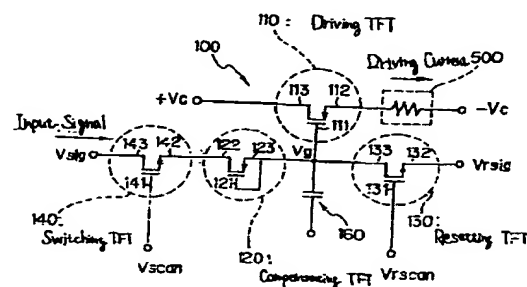 110: Driving TFT
100
Driving Current 500
113 112
+Vc
-Vc
111
Input-Signal
Vsig
143 142 122 123
Vg
133 132
Vrsig
141
121
131
140:
Switching TFT
160
130:
Resetting TFT
Vscan
120:
Compensating TFT
Vrscan